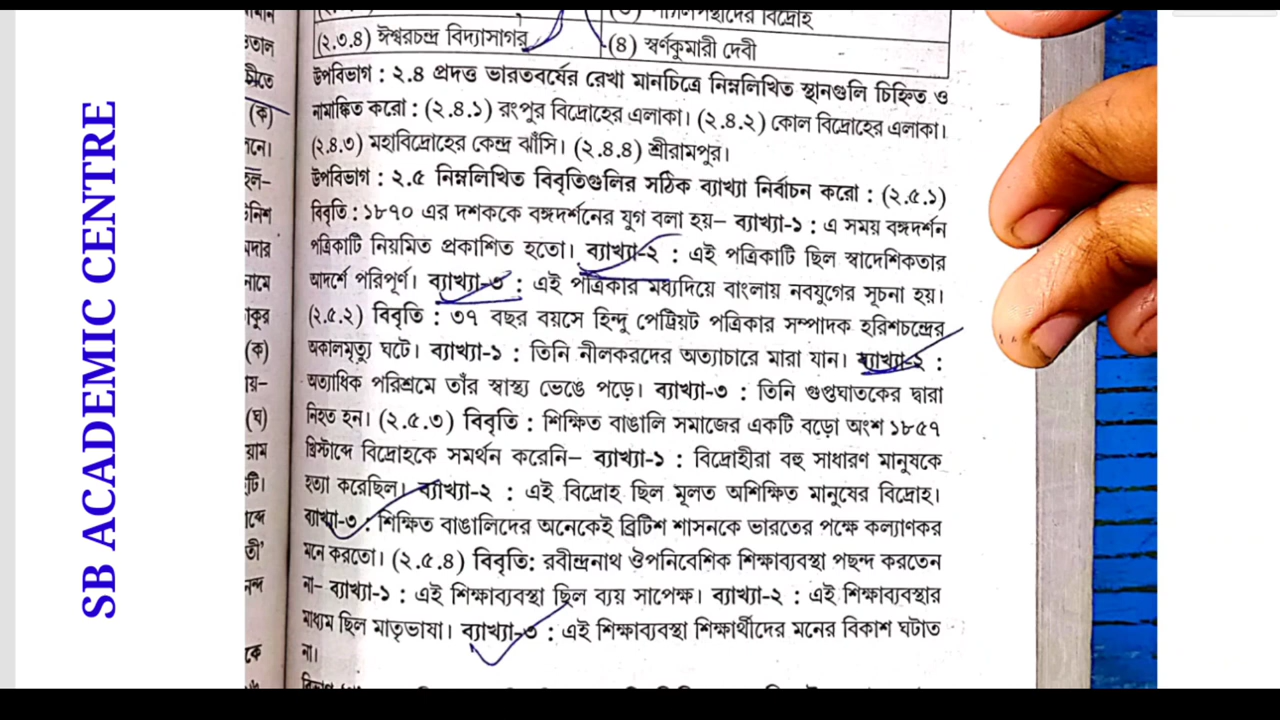 SB ACADEMIC CENTRE
বিদ্রোহ
(২.৩.৪) ঈশ্বরচন্দ্র বিদ্যাসাগর
(৪) স্বর্ণকুমারী দেবী
উপবিভাগ : ২.৪ প্রদত্ত ভারতবর্ষের রেখা মানচিত্রে নিম্নলিখিত স্থানগুলি চিহ্নিত ও
নামাঙ্কিত করো : (২.৪.১) রংপুর বিদ্রোহের এলাকা। (২.৪.২) কোল বিদ্রোহের এলাকা।
(২.৪.৩) মহাবিদ্রোহের কেন্দ্র ঝাঁসি। (২.৪.৪) শ্রীরামপুর।
উপবিভাগ : ২.৫ নিম্নলিখিত বিবৃতিগুলির সঠিক ব্যাখ্যা নির্বাচন করো : (২.৫.১)
বিবৃতি : ১৮৭০ এর দশককে বঙ্গদর্শনের যুগ বলা হয়– ব্যাখ্যা-১ : এ সময় বঙ্গদর্শন
পত্রিকাটি নিয়মিত প্রকাশিত হতো। ব্যাখ্যা-২ : এই পত্রিকাটি ছিল স্বাদেশিকতার
আদর্শে পরিপূর্ণ। ব্যাখ্যা-৩ : এই পত্রিকার মধ্যদিয়ে বাংলায় নবযুগের সূচনা হয়।
(২.৫.২) বিবৃতি : ৩৭ বছর বয়সে হিন্দু পেট্রিয়ট পত্রিকার সম্পাদক হরিশচন্দ্রের
অকালমৃত্যু ঘটে। ব্যাখ্যা-১ : তিনি নীলকরদের অত্যাচারে মারা যান। ব্যাখ্যা-২ :
অত্যাধিক পরিশ্রমে তাঁর স্বাস্থ্য ভেঙে পড়ে। ব্যাখ্যা-৩ : তিনি গুপ্তঘাতকের দ্বারা
নিহত হন। (২.৫.৩) বিবৃতি : শিক্ষিত বাঙালি সমাজের একটি বড়ো অংশ ১৮৫৭
খ্রিস্টাব্দে বিদ্রোহকে সমর্থন করেনি– ব্যাখ্যা-১ : বিদ্রোহীরা বহু সাধারণ মানুষকে
হত্যা করেছিল। ব্যাখ্যা-২ : এই বিদ্রোহ ছিল মূলত অশিক্ষিত মানুষের বিদ্রোহ।
ব্যাখ্যা-৩ : শিক্ষিত বাঙালিদের অনেকেই ব্রিটিশ শাসনকে ভারতের পক্ষে কল্যাণকর
মনে করতো। (২.৫.৪) বিবৃতি: রবীন্দ্রনাথ ঔপনিবেশিক শিক্ষাব্যবস্থা পছন্দ করতেন
না– ব্যাখ্যা-১ : এই শিক্ষাব্যবস্থা ছিল ব্যয় সাপেক্ষ। ব্যাখ্যা-২ : এই শিক্ষাব্যবস্থার
মাধ্যম ছিল মাতৃভাষা। ব্যাখ্যা-৩ : এই শিক্ষাব্যবস্থা শিক্ষার্থীদের মনের বিকাশ ঘটাত
না।